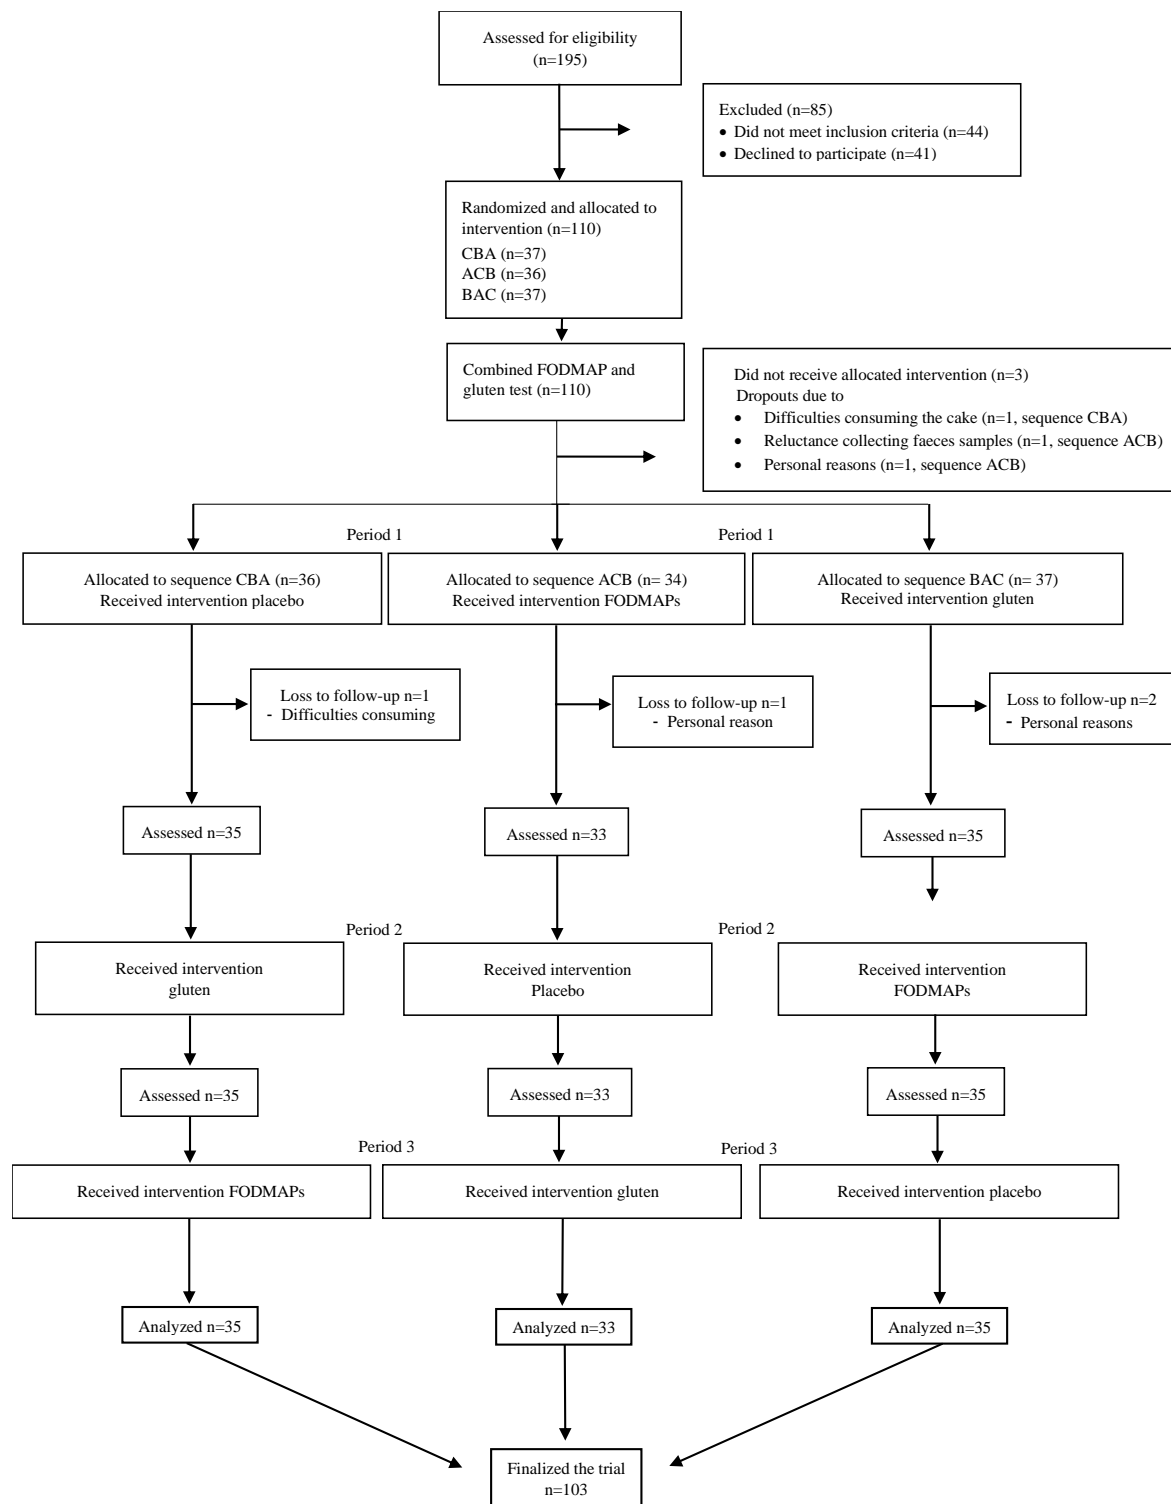 Assessed for eligibility
(n=195)
Excluded (n=85)
• Did not meet inclusion criteria (n=44)
• Declined to participate (n=41)
Randomized and allocated to
intervention (n=110)
CBA (n=37)
ACB (n=36)
BAC (n=37)
Combined FODMAP and
gluten test (n=110)
Did not receive allocated intervention (n=3)
Dropouts due to
• Difficulties consuming the cake (n=1, sequence CBA)
• Reluctance collecting faeces samples (n=1, sequence ACB)
• Personal reasons (n=1, sequence ACB)
Period 1
Period 1
Allocated to sequence CBA (n=36)
Received intervention placebo
Allocated to sequence ACB (n= 34)
Received intervention FODMAPs
Allocated to sequence BAC (n= 37)
Received intervention gluten
Loss to follow-up n=1
- Difficulties consuming
Loss to follow-up n=1
- Personal reason
Loss to follow-up n=2
- Personal reasons
Assessed n=35
Assessed n=33
Assessed n=35
Period 2
Period 2
Received intervention
gluten
Received intervention
Placebo
Received intervention
FODMAPs
Assessed n=35
Assessed n=33
Assessed n=35
Period 3
Period 3
Received intervention FODMAPs
Received intervention gluten
Received intervention placebo
Analyzed n=35
Analyzed n=33
Analyzed n=35
Finalized the trial
n=103